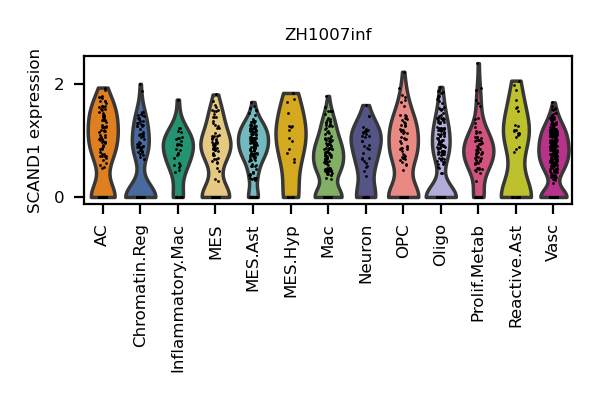 ZH1007inf
SCAND1 expression
2
0
AC
Chromatin.Reg
Inflammatory.Mac
MES
MES.Ast
MES.Hyp
Mac
Neuron
OPC
Oligo
Prolif.Metab
Reactive.Ast
Vasc